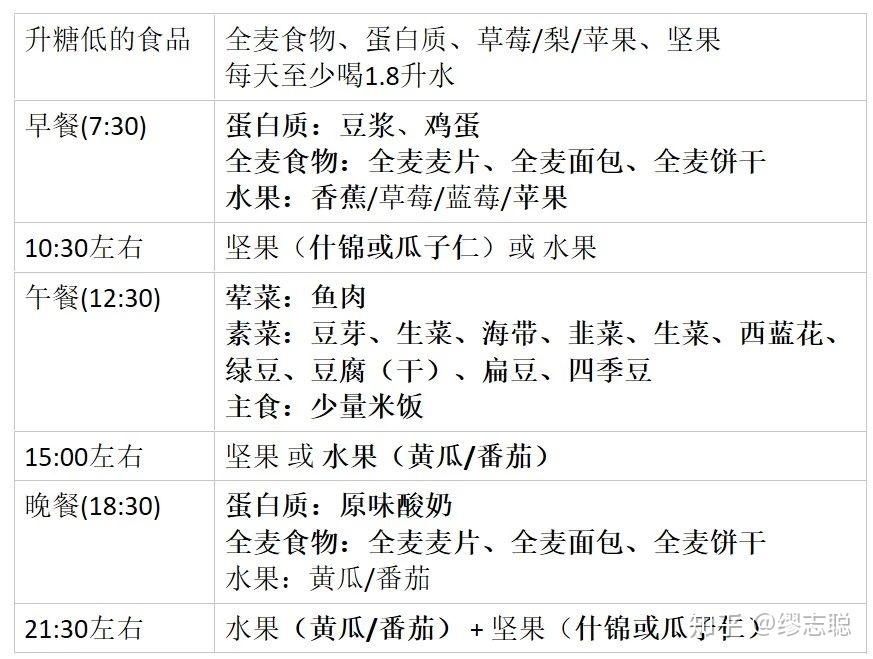 升糖低的食品
全麦食物、蛋白质、草莓/梨/苹果、坚果
每天至少喝1.8升水
早餐(7:30)
蛋白质：豆浆、鸡蛋
全麦食物：全麦麦片、全麦面包、全麦饼干
水果：香蕉/草莓/蓝莓/苹果
10:30左右
坚果（什锦或瓜子仁）或 水果
午餐(12:30)
荤菜：鱼肉
素菜：豆芽、生菜、海带、韭菜、生菜、西蓝花、
绿豆、豆腐（干）、扁豆、四季豆
主食：少量米饭
15:00左右
坚果 或 水果（黄瓜/番茄）
晚餐(18:30)
蛋白质：原味酸奶
全麦食物：全麦麦片、全麦面包、全麦饼干
水果：黄瓜/番茄
21:30左右
水果（黄瓜/番茄）+ 坚果（什锦或瓜子仁）
知乎 @缪志聪